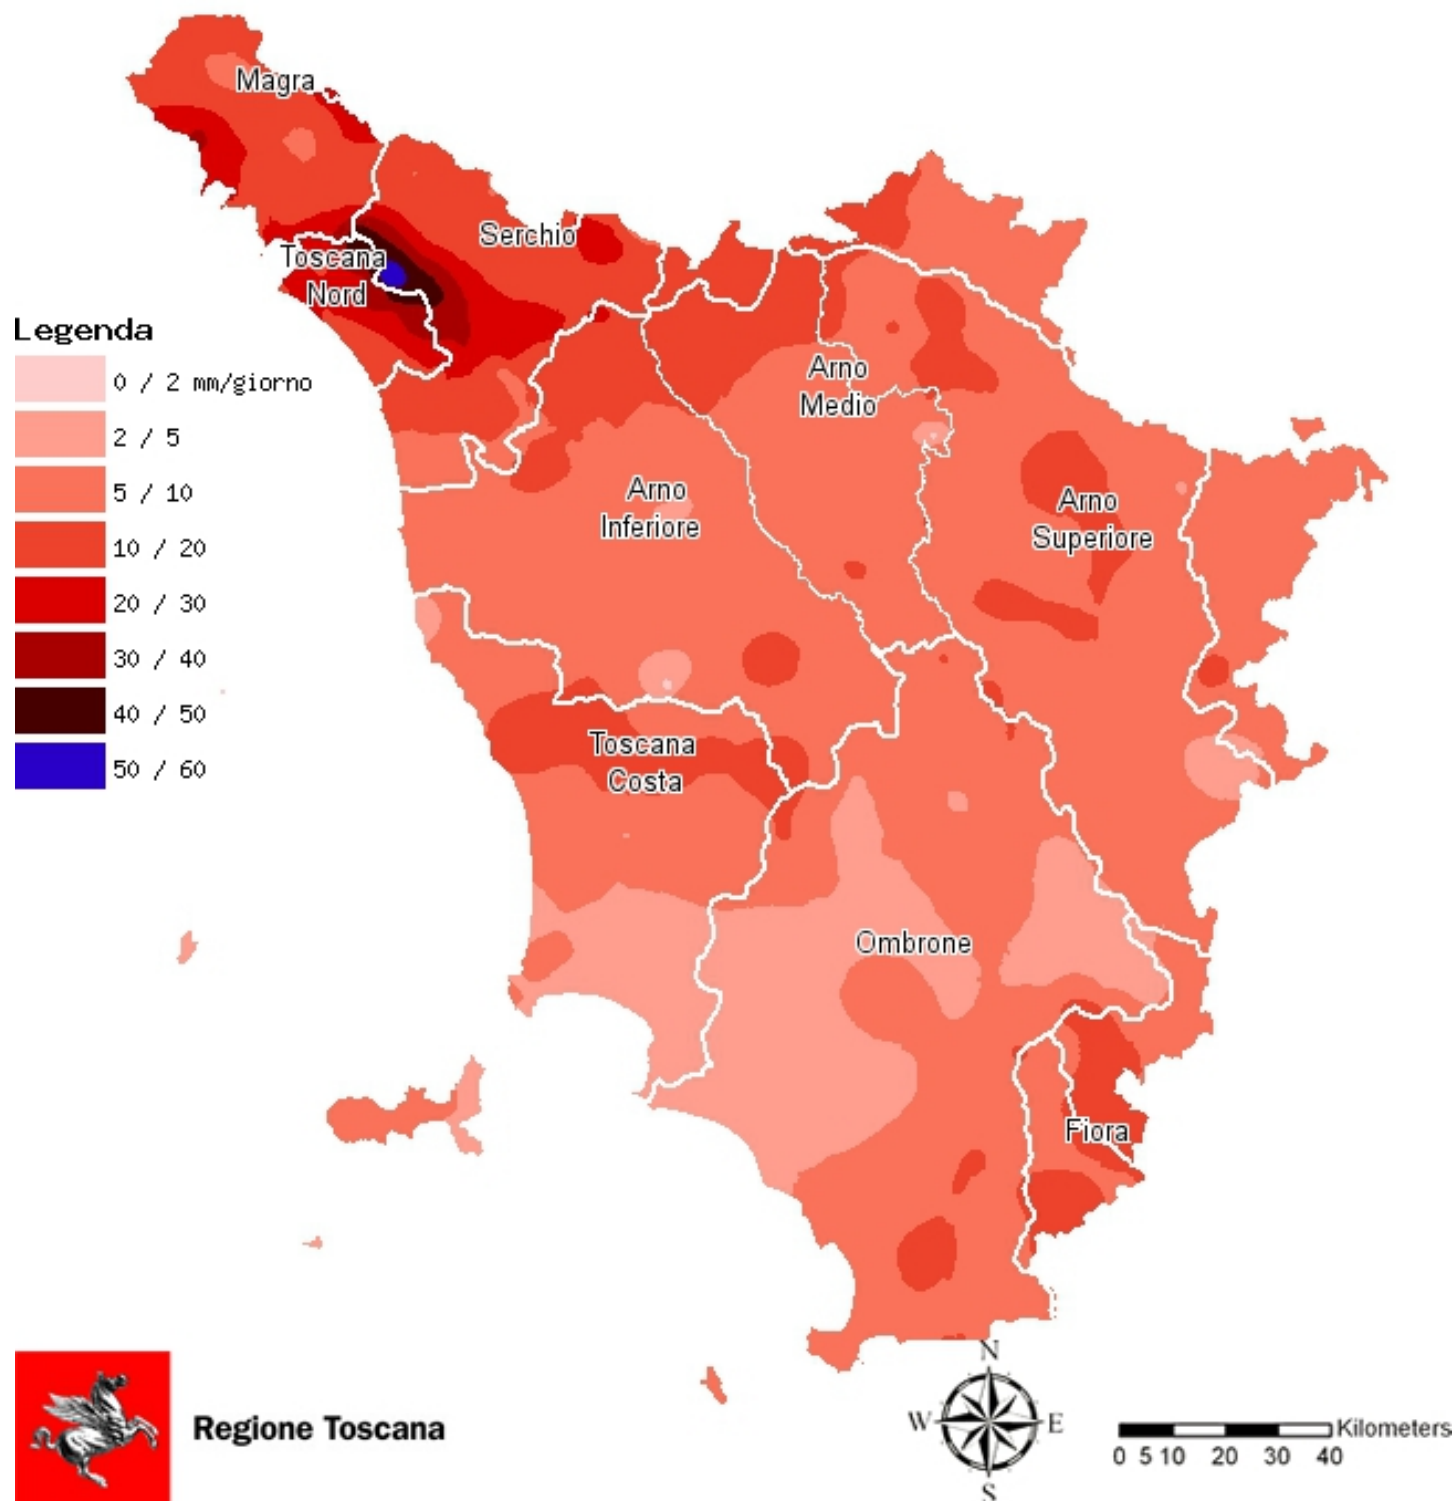 Magra
Serchio
Toscana
Nord
Legenda
0 / 2 mm/giorno
2 / 5
5 / 10
10 / 20
20 / 30
30 / 40
40 / 50
50 / 60
Arno
Medio
Arno
Inferiore
Arno
Superiore
Toscana
Costa
Ombrone
Fiora
Regione Toscana
N
W E
S
Kilometers
0 5 10 20 30 40